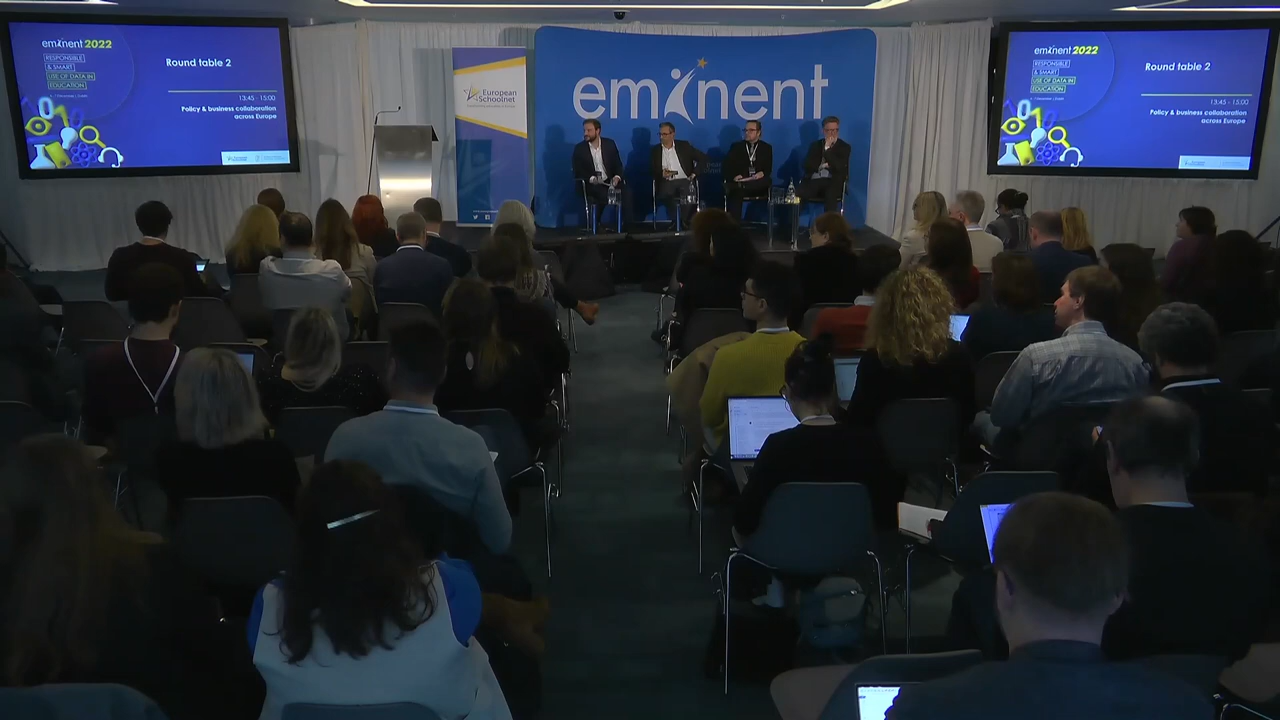 eminent 2022
RESPONSIBLE
& SMART
USE OF DATA IN
EDUCATION
Round table 2
13:45 - 15:00
Policy & business collaboration
across Europe
European
Schoolnet
eminent
eminent 2022
RESPONSIBLE
& SMART
USE OF DATA IN
EDUCATION
Round table 2
13:45 - 15:00
Policy & business collaboration
across Europe